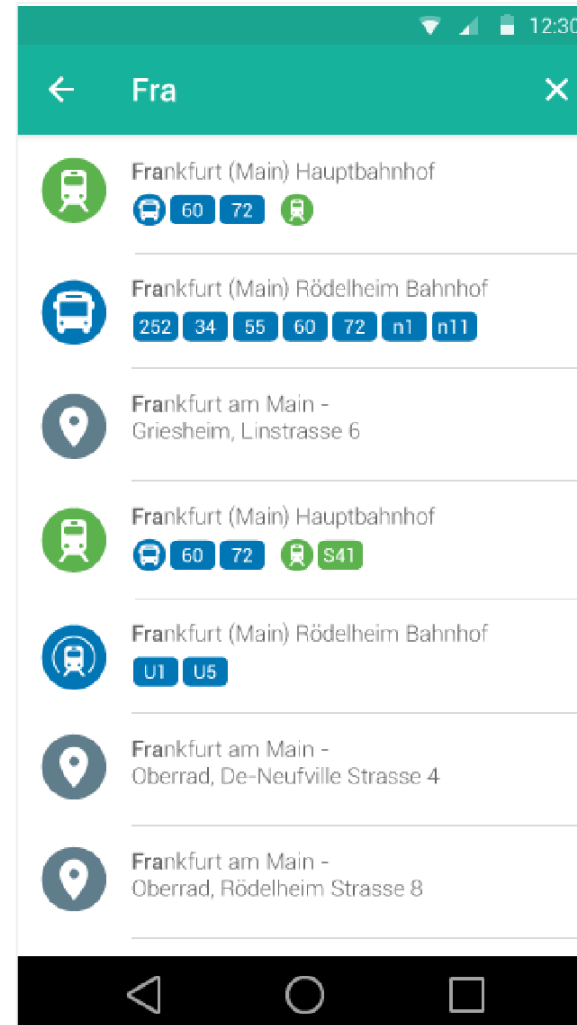 12:30
Fra
Frankfurt (Main) Hauptbahnhof
60 72
Frankfurt (Main) Rödelheim Bahnhof
252 34 55 60 72 n1 n11
Frankfurt am Main -
Griesheim, Linstrasse 6
Frankfurt (Main) Hauptbahnhof
60 72 S41
Frankfurt (Main) Rödelheim Bahnhof
U1 U5
Frankfurt am Main -
Oberrad, De-Neufville Strasse 4
Frankfurt am Main -
Oberrad, Rödelheim Strasse 8